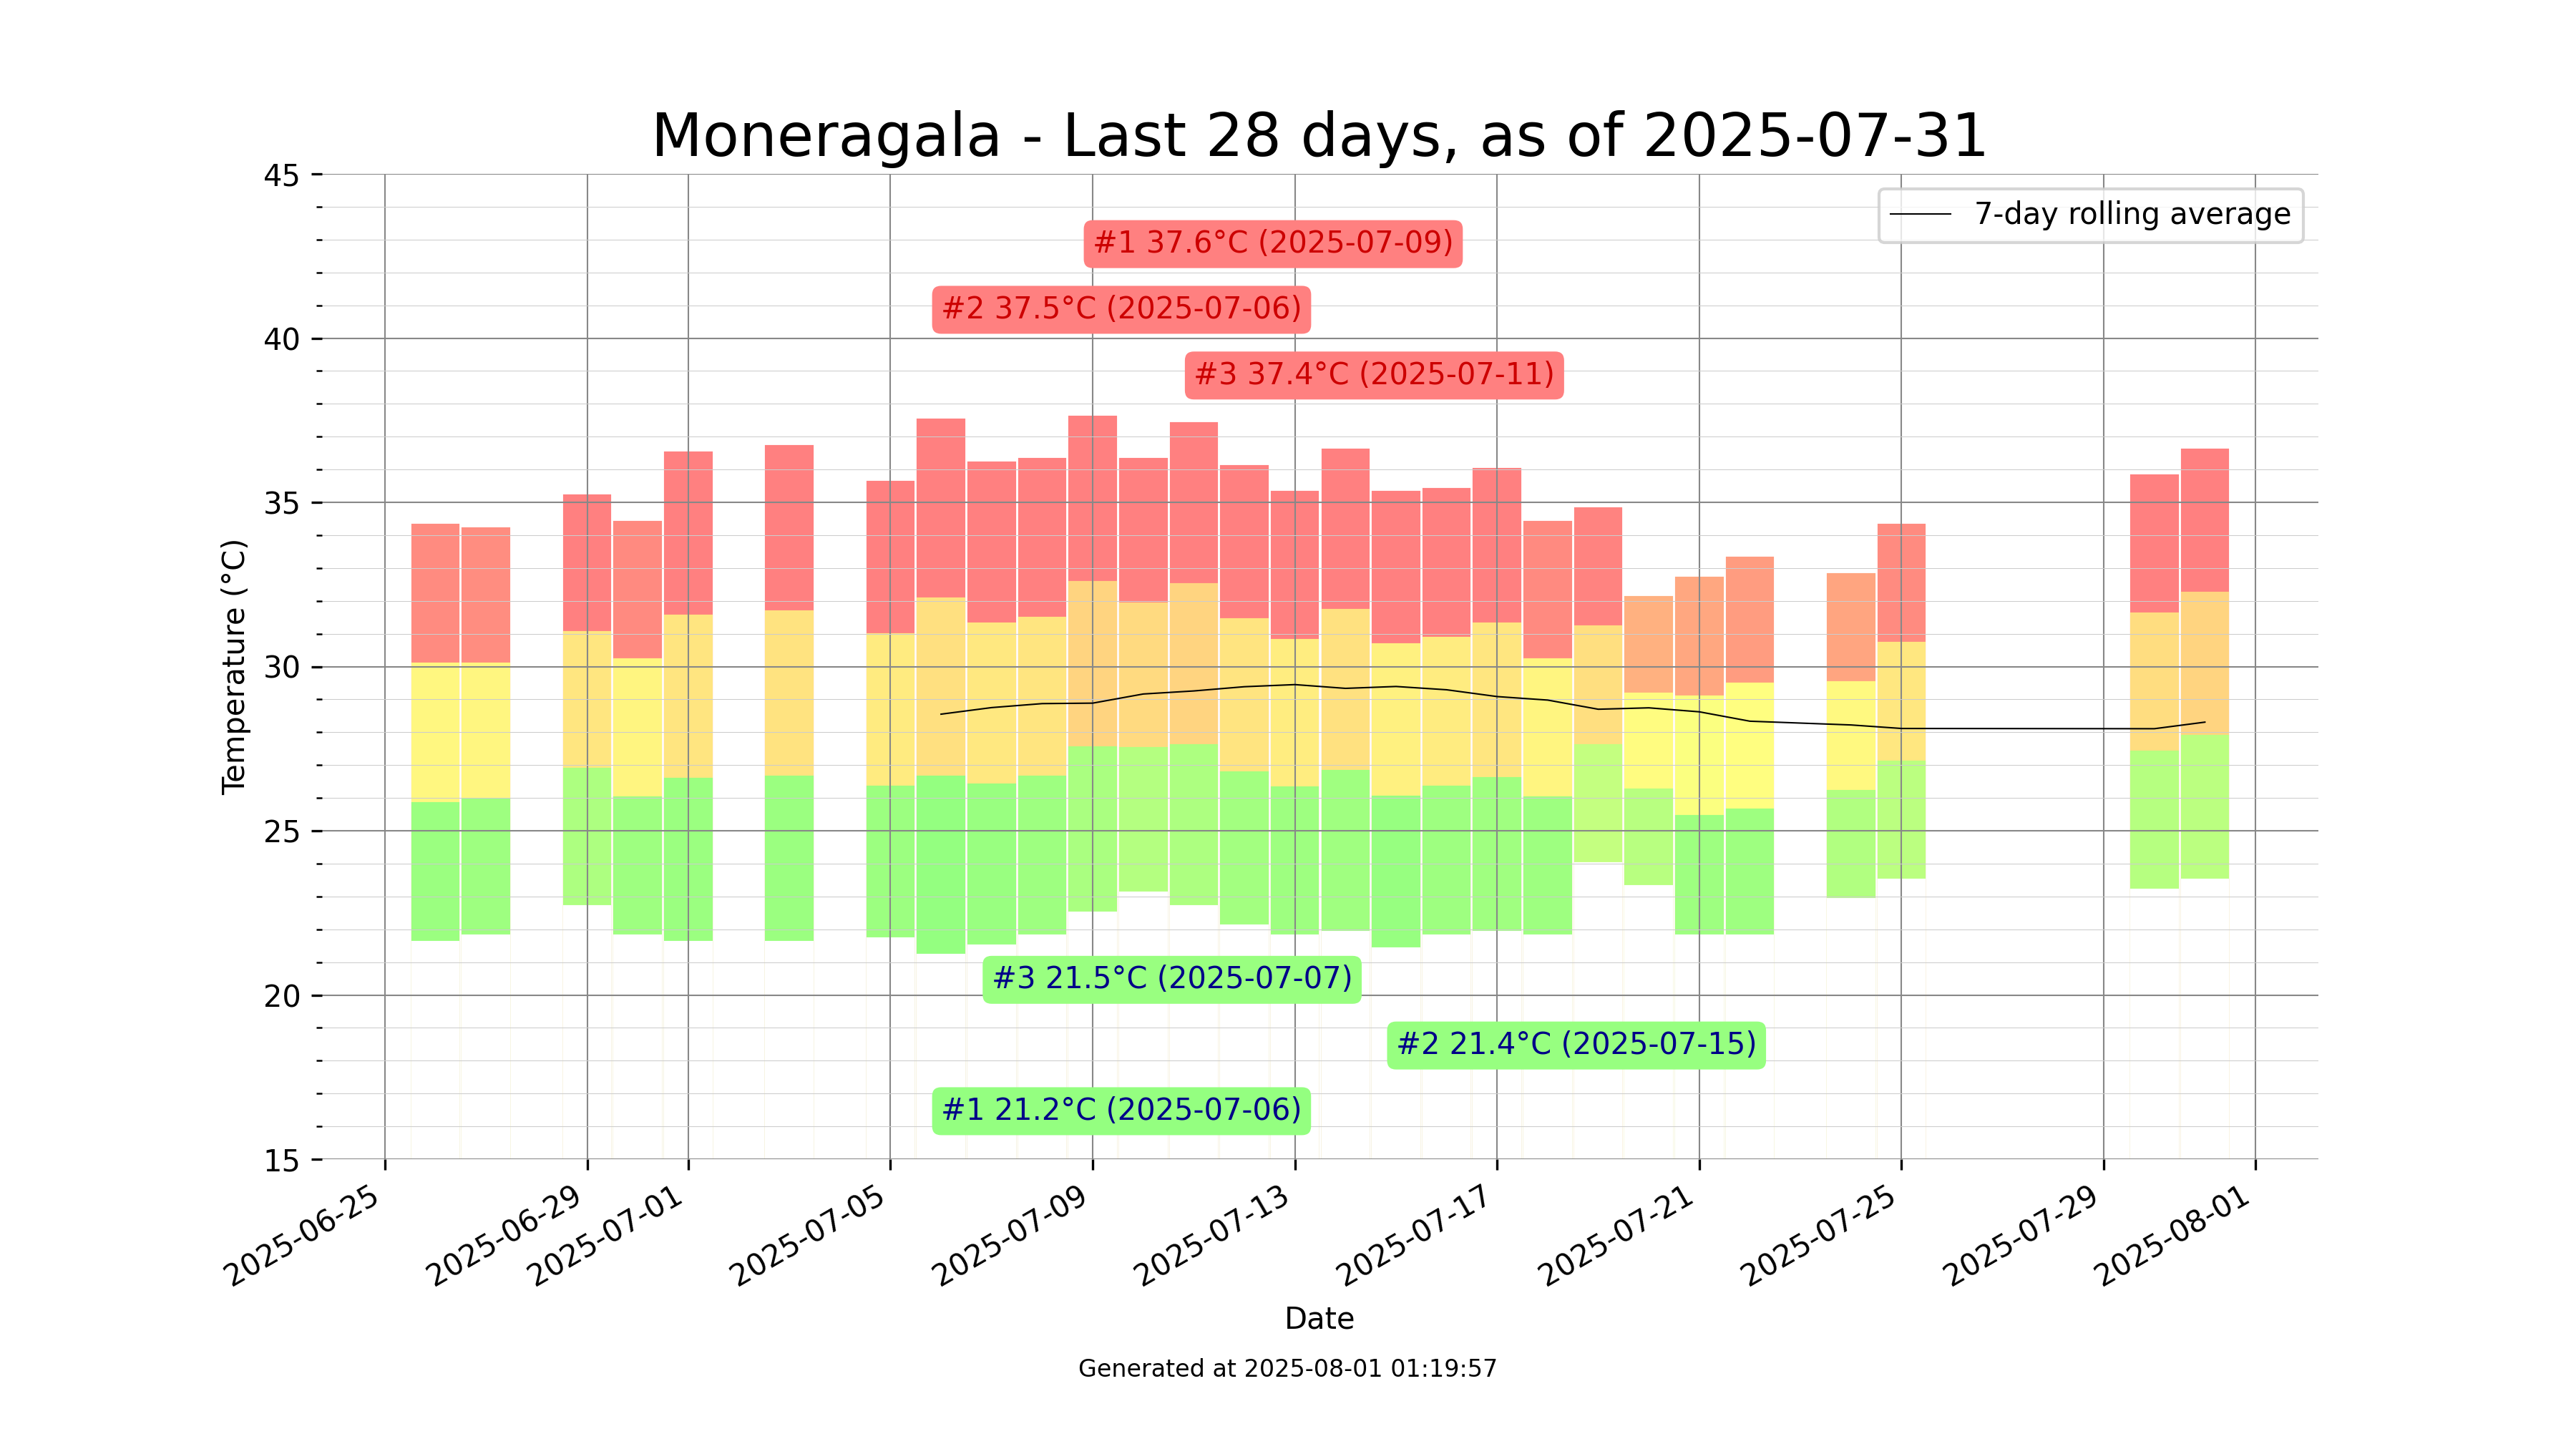 Moneragala - Last 28 days, as of 2025-07-31
7-day rolling average
#1 37.6°C (2025-07-09)
#2 37.5°C (2025-07-06)
#3 37.4°C (2025-07-11)
#3 21.5°C (2025-07-07)
#2 21.4°C (2025-07-15)
#1 21.2°C (2025-07-06)
Temperature (°C)
45
40
35
30
25
20
15
2025-06-25
2025-06-29
2025-07-01
2025-07-05
2025-07-09
2025-07-13
2025-07-17
2025-07-21
2025-07-25
2025-07-29
2025-08-01
Date
Generated at 2025-08-01 01:19:57